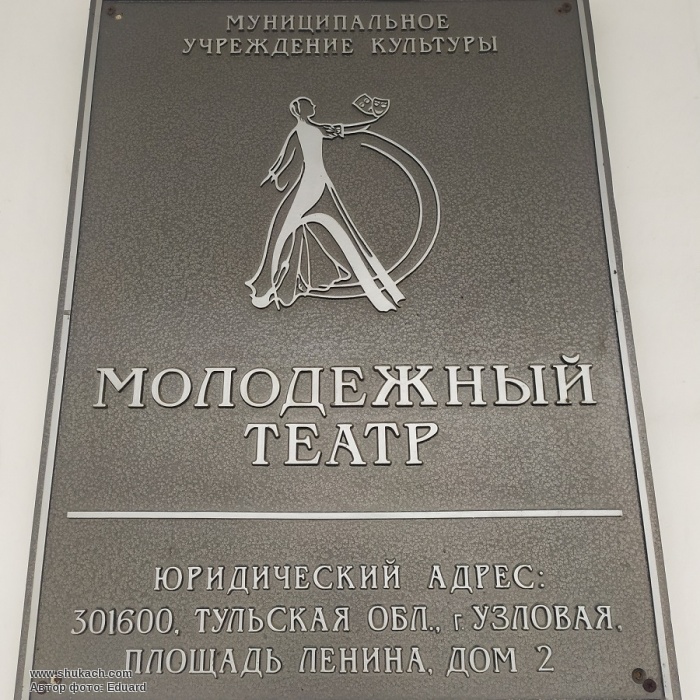 МУНИЦИПАЛЬНОЕ
УЧРЕЖДЕНИЕ КУЛЬТУРЫ
МОЛОДЕЖНЫЙ
ТЕАТР
ЮРИДИЧЕСКИЙ АДРЕС:
301600, ТУЛЬСКАЯ ОБЛ., г. УЗЛОВАЯ,
ПЛОЩАДЬ ЛЕНИНА, ДОМ 2
www.shukach.com
Автор фото: Eduard